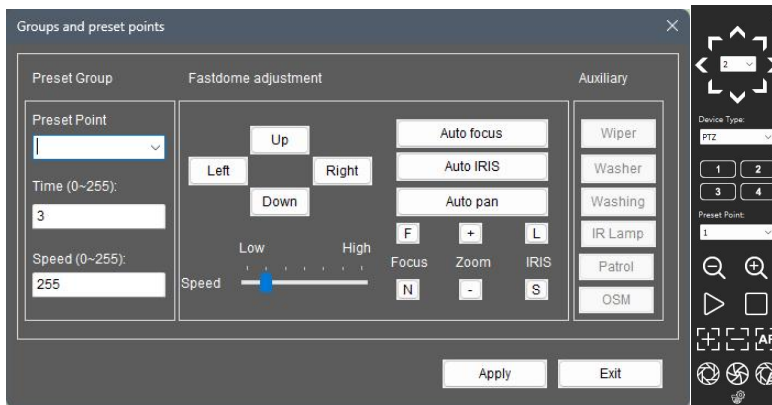 Groups and preset points
Preset Group
Fastdome adjustment
Auxiliary
Preset Point
Time (0~255):
3
Speed (0~255):
255
Up
Left
Right
Down
Low
High
Speed
Auto focus
Auto IRIS
Auto pan
F
+
L
Focus
Zoom
IRIS
N
-
S
Wiper
Washer
Washing
IR Lamp
Patrol
OSM
Apply
Exit
2
Device Type:
PTZ
1
2
3
4
Preset Point:
1